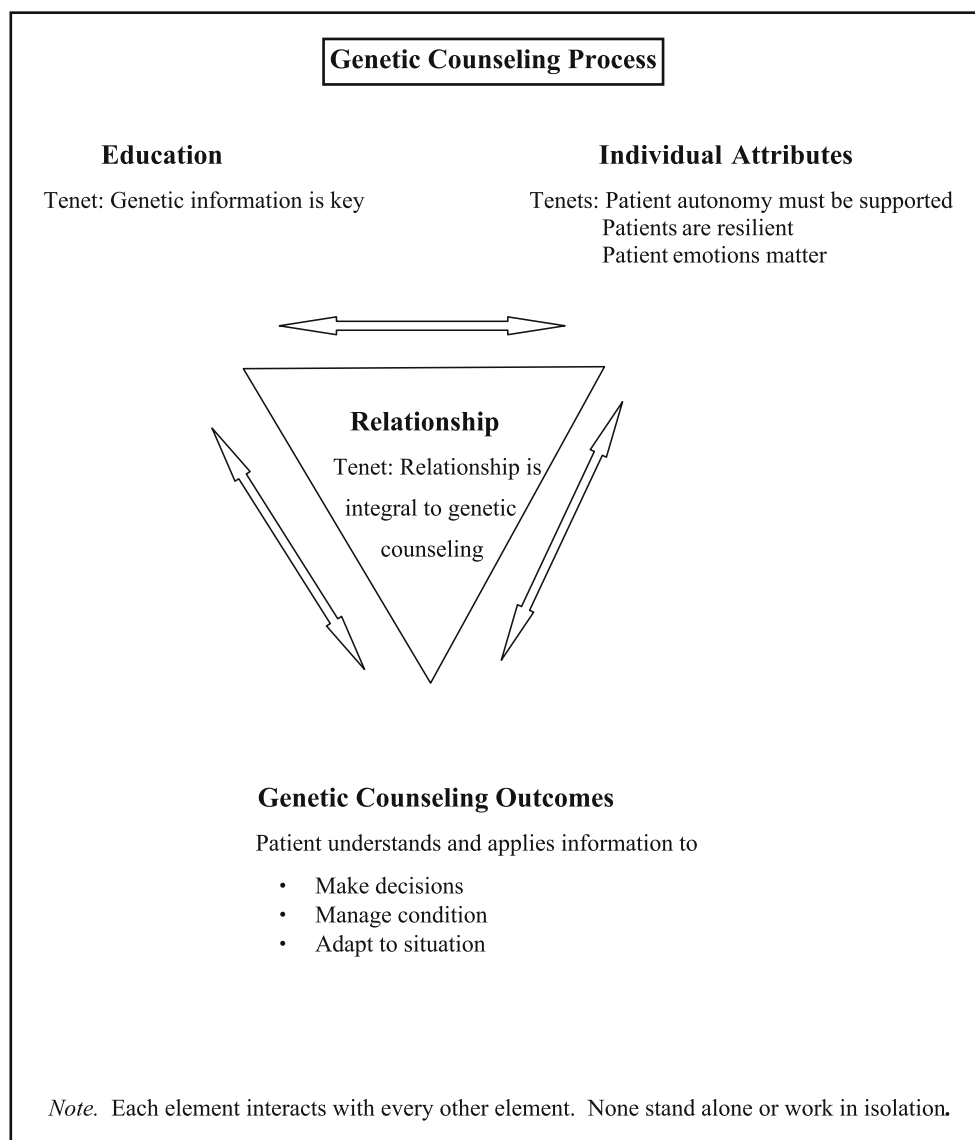 Genetic Counseling Process
Education
Tenet: Genetic information is key
Individual Attributes
Tenets: Patient autonomy must be supported
Patients are resilient
Patient emotions matter
Relationship
Tenet: Relationship is
integral to genetic
counseling
Genetic Counseling Outcomes
Patient understands and applies information to
• Make decisions
• Manage condition
• Adapt to situation
Note. Each element interacts with every other element. None stand alone or work in isolation.